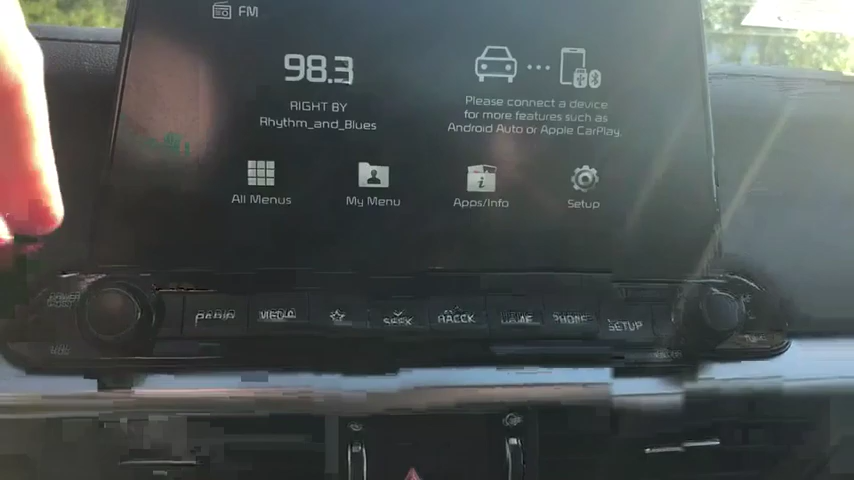 FM
98.3
RIGHT BY
Rhythm_and_Blues
Please connect a device
for more features such as
Android Auto or Apple CarPlay.
All Menus
My Menu
Apps/Info
Setup
MEDIA
SEEK
SETUP